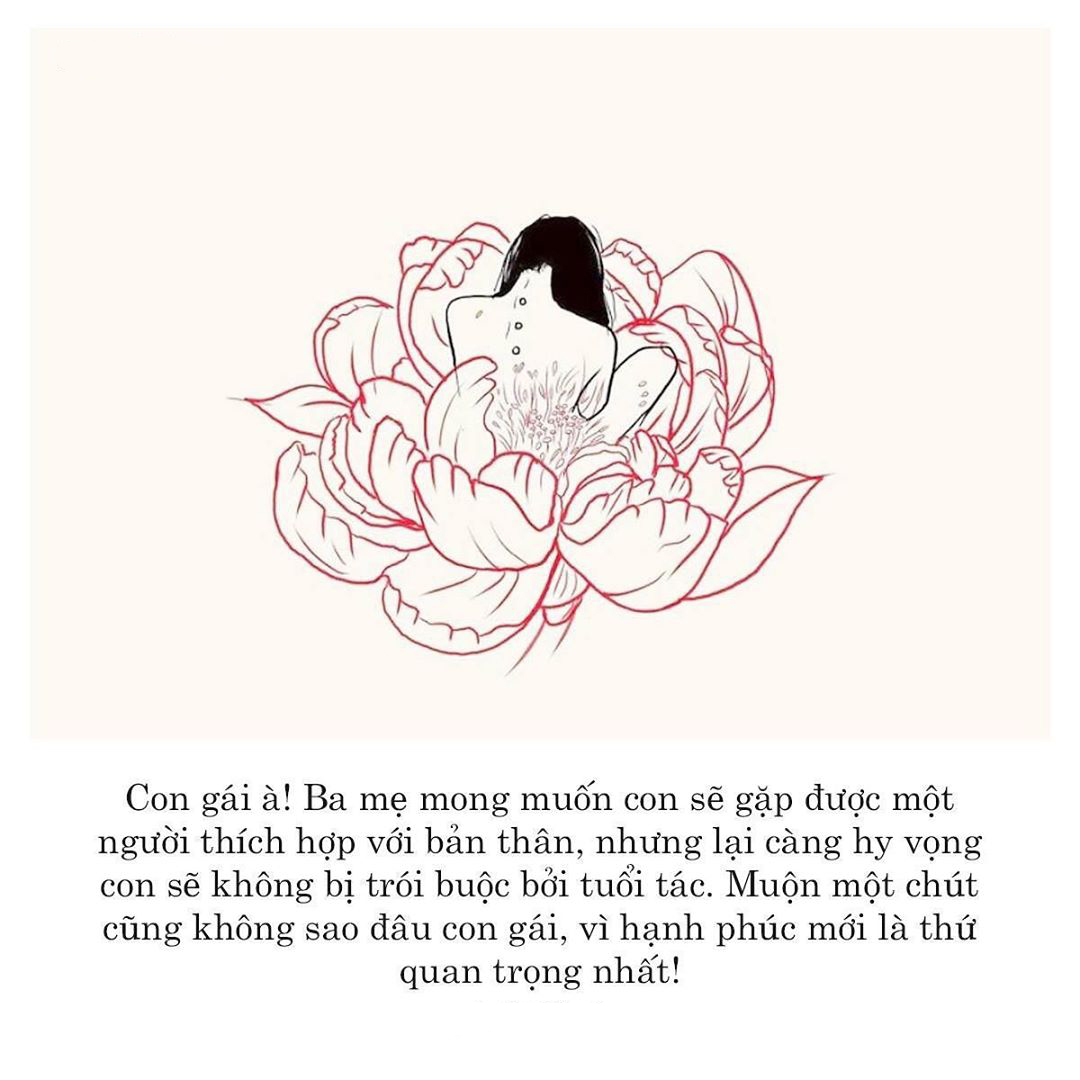 Con gái à! Ba mẹ mong muốn con sẽ gặp được một
người thích hợp với bản thân, nhưng lại càng hy vọng
con sẽ không bị trói buộc bởi tuổi tác. Muộn một chút
cũng không sao đâu con gái, vì hạnh phúc mới là thứ
quan trọng nhất!